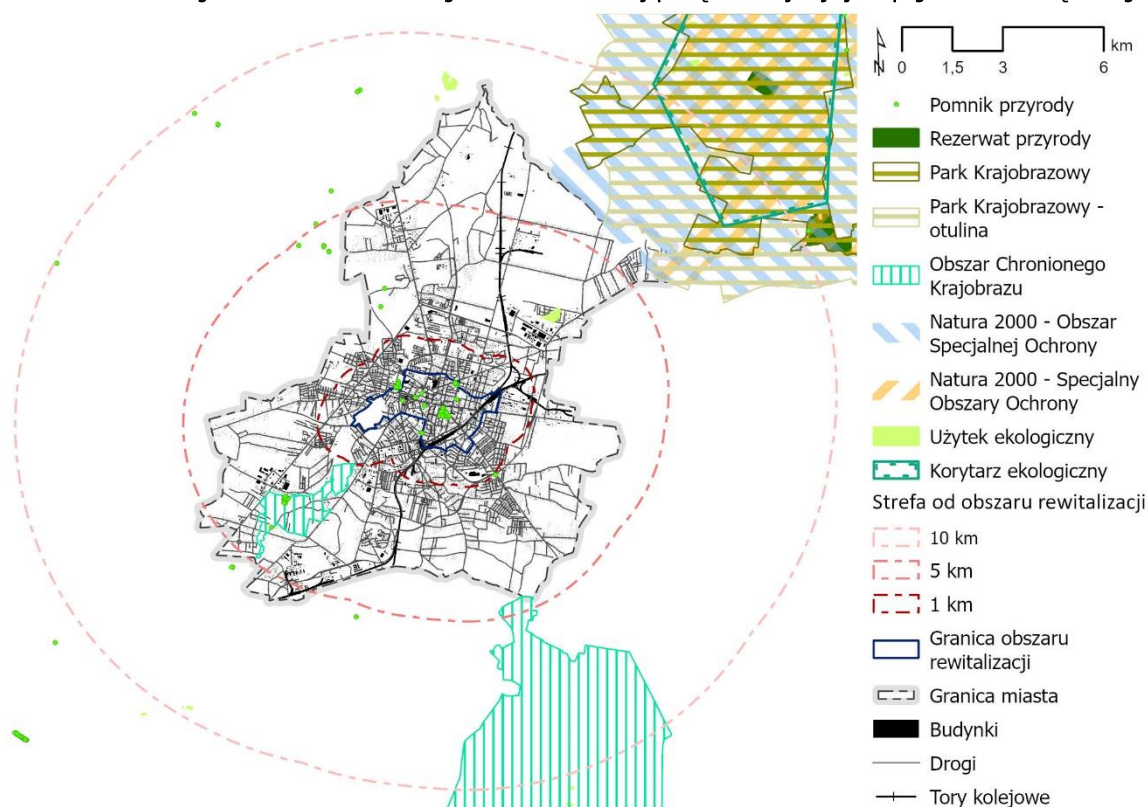 km
N
0 1,5 3 6
Pomnik przyrody
Rezerwat przyrody
Park Krajobrazowy
Park Krajobrazowy -
otulina
Obszar Chronionego
Krajobrazu
Natura 2000 - Obszar
Specjalnej Ochrony
Natura 2000 - Specjalny
Obszary Ochrony
Użytek ekologiczny
Korytarz ekologiczny
Strefa od obszaru rewitalizacji
10 km
5 km
1 km
Granica obszaru
rewitalizacji
Granica miasta
Budynki
Drogi
Tory kolejowe